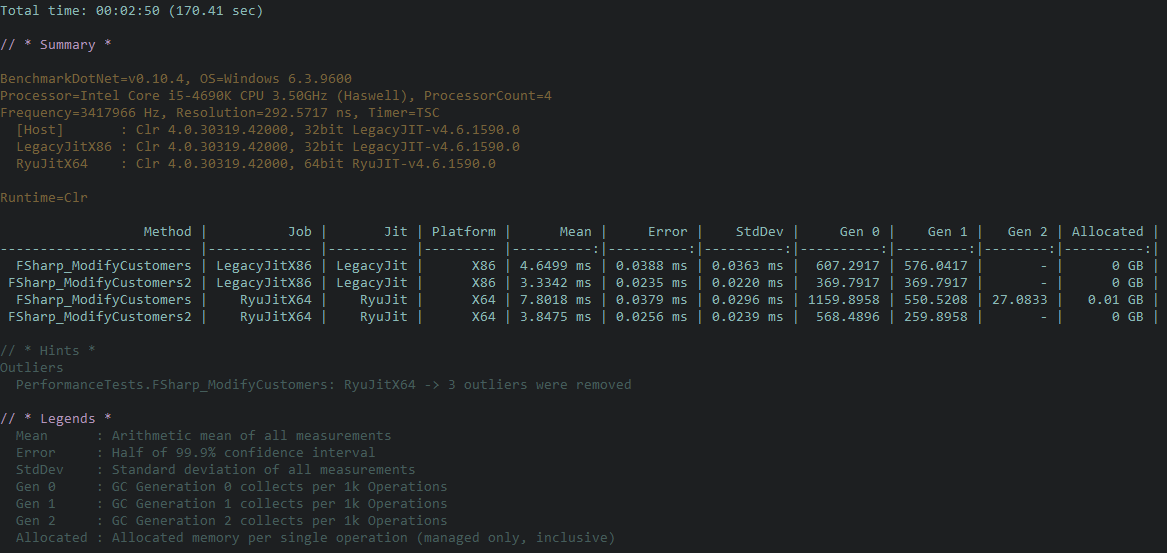 Total time: 00:02:50 (170.41 sec)
// * Summary *
BenchmarkDotNet=v0.10.4, OS=Windows 6.3.9600
Processor=Intel Core i5-4690K CPU 3.50GHz (Haswell), ProcessorCount=4
Frequency=3417966 Hz, Resolution=292.5717 ns, Timer=TSC
[Host]       : Clr 4.0.30319.42000, 32bit LegacyJIT-v4.6.1590.0
LegacyJitX86 : Clr 4.0.30319.42000, 32bit LegacyJIT-v4.6.1590.0
RyuJitX64    : Clr 4.0.30319.42000, 64bit RyuJIT-v4.6.1590.0
Runtime=Clr
Method |          Job |       Jit | Platform |      Mean |     Error |    StdDev |     Gen 0 |    Gen 1 |   Gen 2 | Allocated |
------------------------ |------------- |---------- |--------- |----------:|----------:|----------:|----------:|---------:|--------:|----------:|
FSharp_ModifyCustomers | LegacyJitX86 | LegacyJit |      X86 | 4.6499 ms | 0.0388 ms | 0.0363 ms |  607.2917 | 576.0417 |       - |      0 GB |
FSharp_ModifyCustomers2 | LegacyJitX86 | LegacyJit |      X86 | 3.3342 ms | 0.0235 ms | 0.0220 ms |  369.7917 | 369.7917 |       - |      0 GB |
FSharp_ModifyCustomers |    RyuJitX64 |    RyuJit |      X64 | 7.8018 ms | 0.0379 ms | 0.0296 ms | 1159.8958 | 550.5208 | 27.0833 |   0.01 GB |
FSharp_ModifyCustomers2 |    RyuJitX64 |    RyuJit |      X64 | 3.8475 ms | 0.0256 ms | 0.0239 ms |  568.4896 | 259.8958 |       - |      0 GB |
// * Hints *
Outliers
PerformanceTests.FSharp_ModifyCustomers: RyuJitX64 -> 3 outliers were removed
// * Legends *
Mean      : Arithmetic mean of all measurements
Error     : Half of 99.9% confidence interval
StdDev    : Standard deviation of all measurements
Gen 0     : GC Generation 0 collects per 1k Operations
Gen 1     : GC Generation 1 collects per 1k Operations
Gen 2     : GC Generation 2 collects per 1k Operations
Allocated : Allocated memory per single operation (managed only, inclusive)